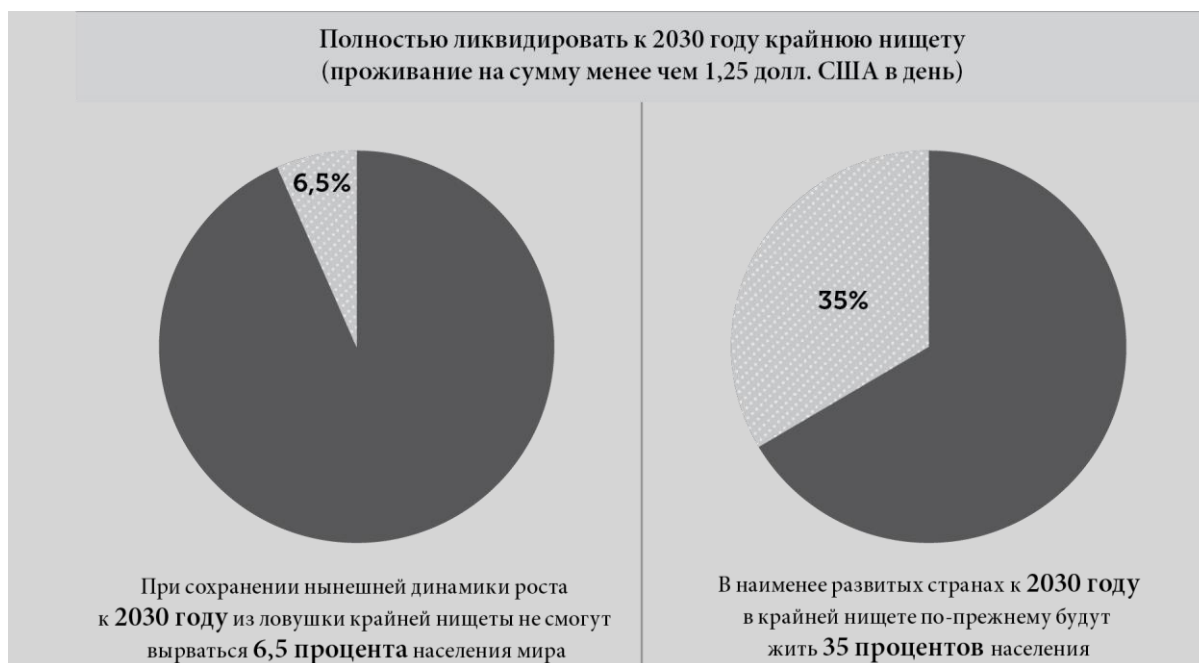 Полностью ликвидировать к 2030 году крайнюю нищету
(проживание на сумму менее чем 1,25 долл. США в день)
6,5%
35%
При сохранении нынешней динамики роста
к 2030 году из ловушки крайней нищеты не смогут
вырваться 6,5 процента населения мира
В наименее развитых странах к 2030 году
в крайней нищете по-прежнему будут
жить 35 процентов населения